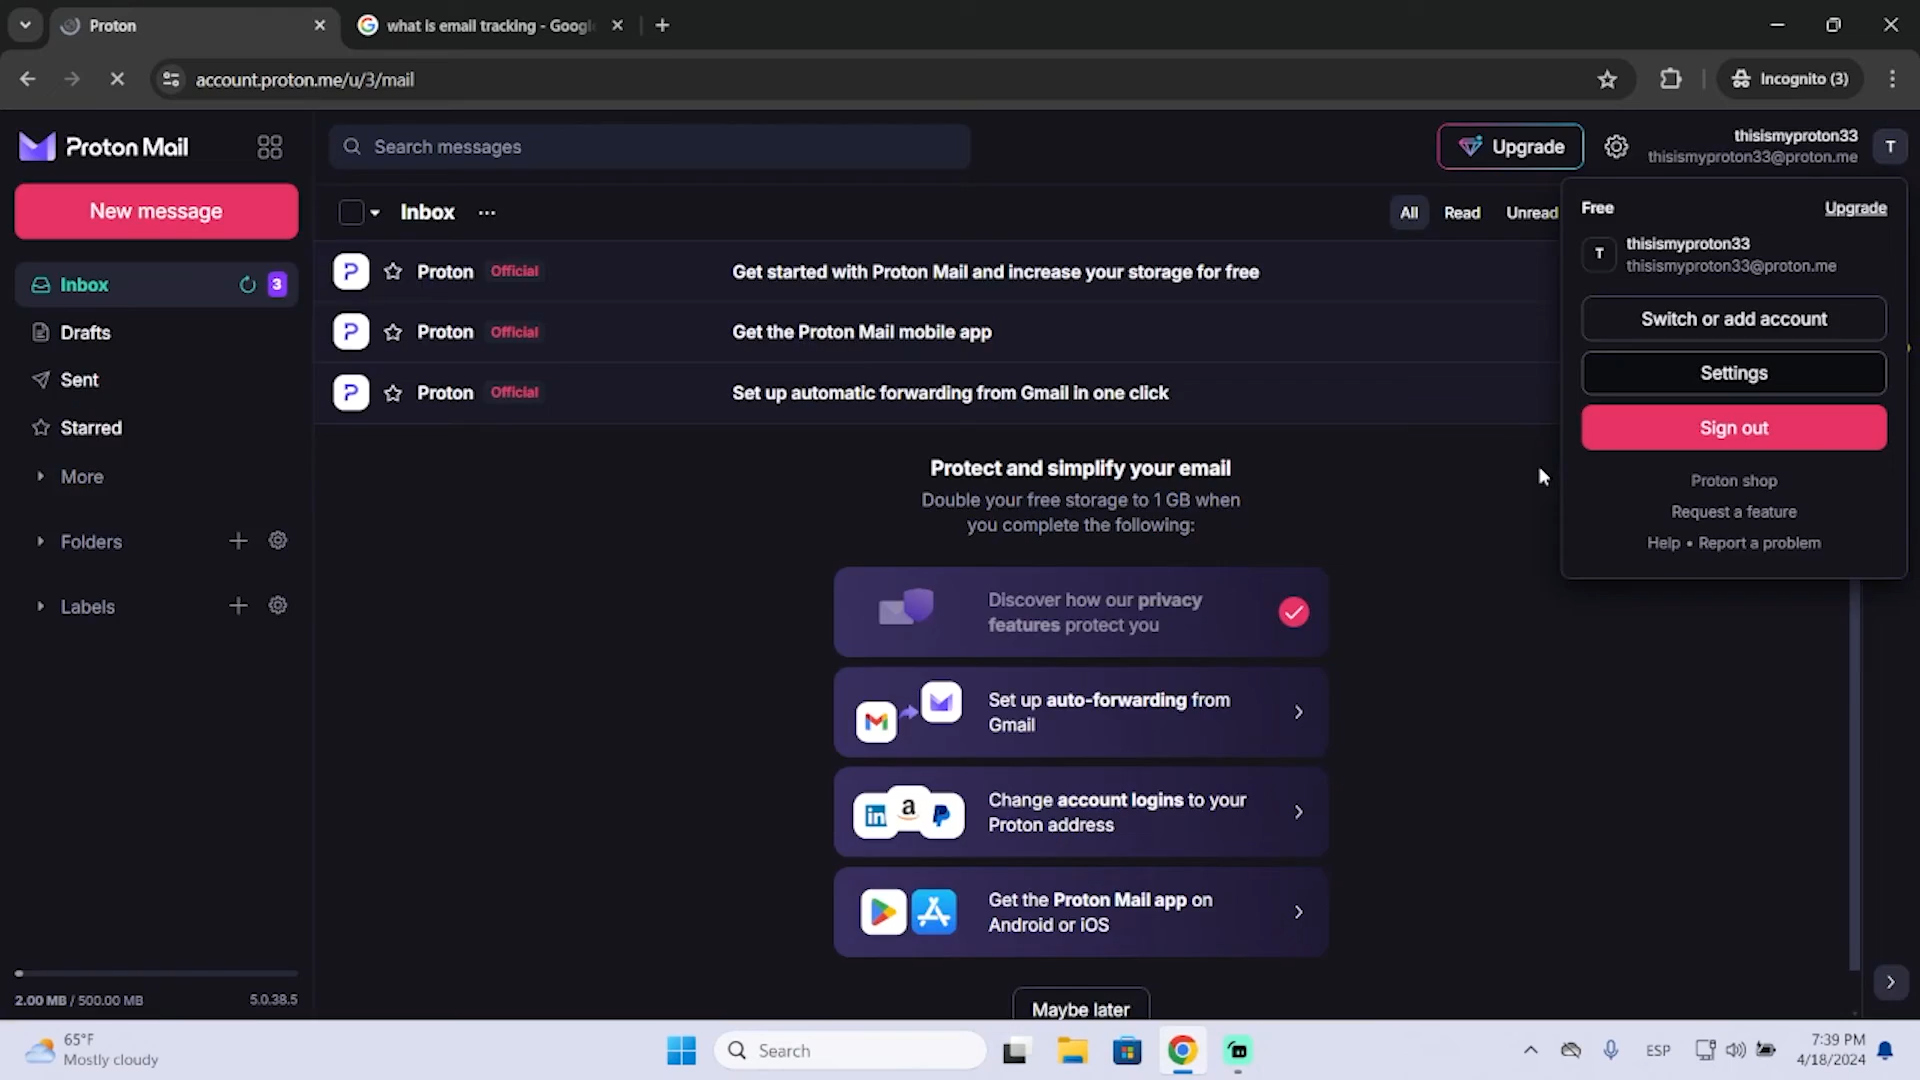 Proton
what is email tracking - Googl
account.proton.me/u/3/mail
Incognito (3)
Proton Mail
Search messages
Upgrade
thisismyproton33
thisismyproton33@proton.me
T
New message
Inbox
...
All
Read
Unread
Free
Upgrade
T
thisismyproton33
thisismyproton33@proton.me
Switch or add account
Settings
Sign out
Proton shop
Request a feature
Help • Report a problem
Inbox
3
Drafts
Sent
Starred
More
Folders
Labels
Proton Official Get started with Proton Mail and increase your storage for free
Proton Official Get the Proton Mail mobile app
Proton Official Set up automatic forwarding from Gmail in one click
Protect and simplify your email
Double your free storage to 1 GB when
you complete the following:
Discover how our privacy
features protect you
Set up auto-forwarding from
Gmail
in
a
Change account logins to your
Proton address
Get the Proton Mail app on
Android or iOS
Maybe later
2.00 MB / 500.00 MB
5.0.38.5
65°F
Mostly cloudy
Search
ESP
7:39 PM
4/18/2024